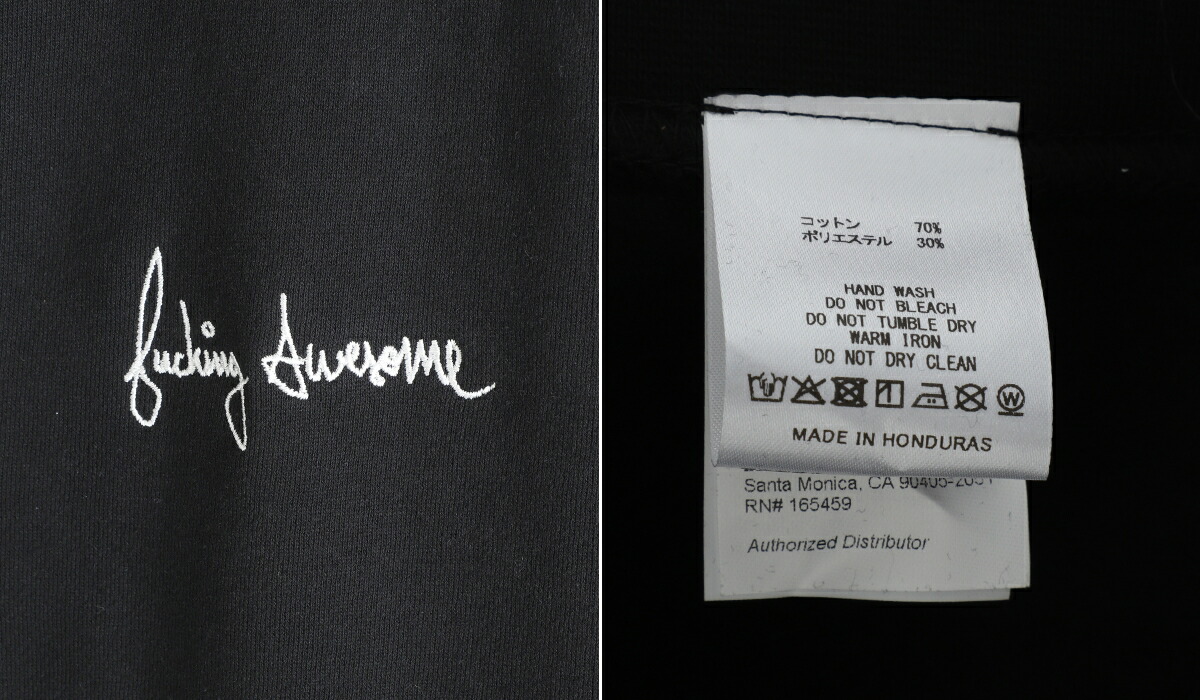 fucking Awesome
コットン 70%
ポリエステル 30%
HAND WASH
DO NOT BLEACH
DO NOT TUMBLE DRY
WARM IRON
DO NOT DRY CLEAN
W
MADE IN HONDURAS
Santa Monica, CA 90405-2051
RN# 165459
Authorized Distributor